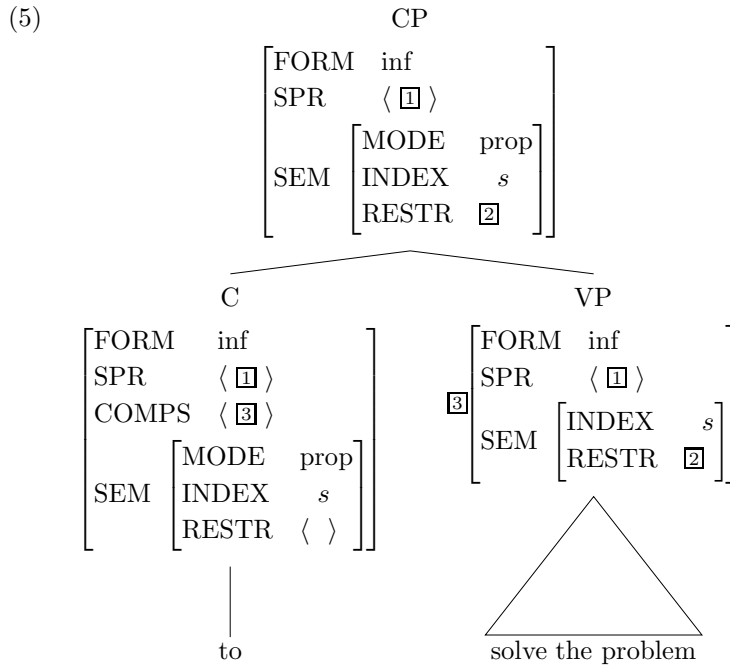 (5)
CP
FORM inf
SPR ⟨ 1 ⟩
SEM MODE prop
INDEX s
RESTR 2
C
FORM inf
SPR ⟨ 1 ⟩
COMPS ⟨ 3 ⟩
SEM MODE prop
INDEX s
RESTR ⟨ ⟩
to
VP
3 FORM inf
SPR ⟨ 1 ⟩
SEM INDEX s
RESTR 2
solve the problem